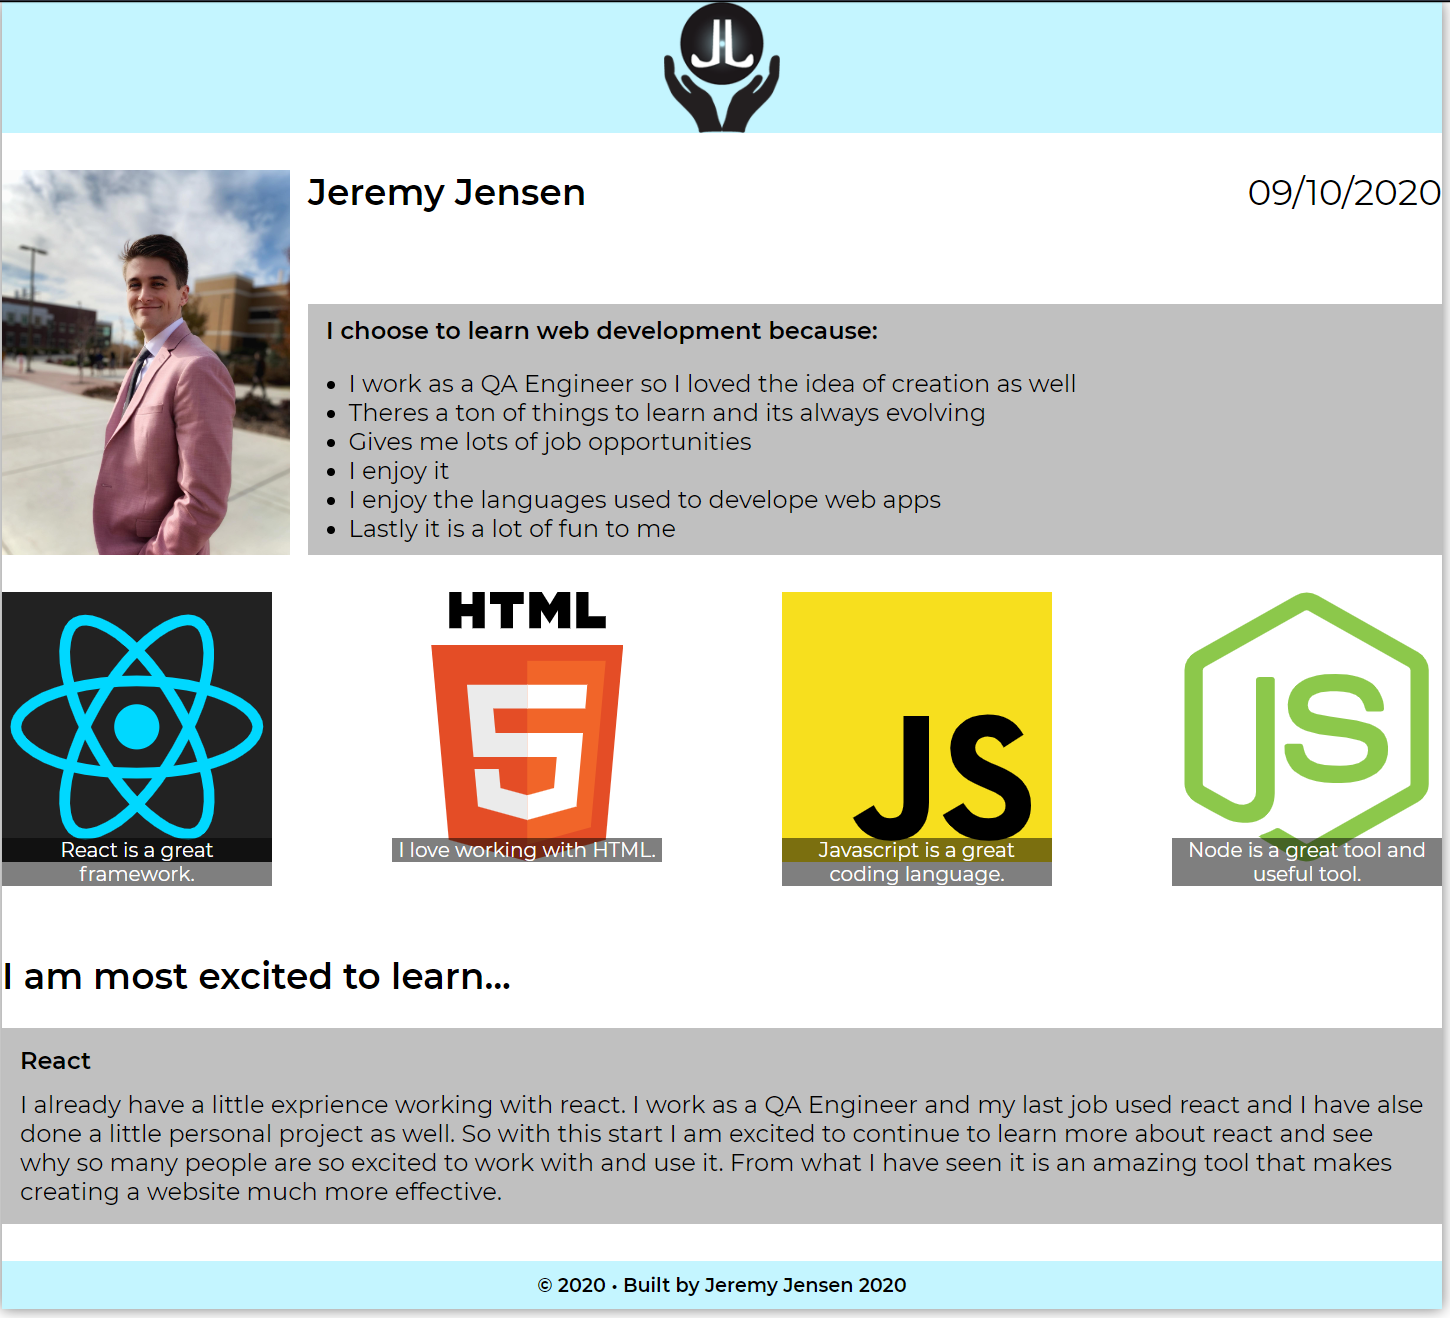 JL
Jeremy Jensen
09/10/2020
I choose to learn web development because:
• I work as a QA Engineer so I loved the idea of creation as well
• Theres a ton of things to learn and its always evolving
• Gives me lots of job opportunities
• I enjoy it
• I enjoy the languages used to develope web apps
• Lastly it is a lot of fun to me
HTML
5
JS
JS
React is a great
framework.
I love working with HTML.
Javascript is a great
coding language.
Node is a great tool and
useful tool.
I am most excited to learn...
React
I already have a little exprience working with react. I work as a QA Engineer and my last job used react and I have alse
done a little personal project as well. So with this start I am excited to continue to learn more about react and see
why so many people are so excited to work with and use it. From what I have seen it is an amazing tool that makes
creating a website much more effective.
© 2020 • Built by Jeremy Jensen 2020